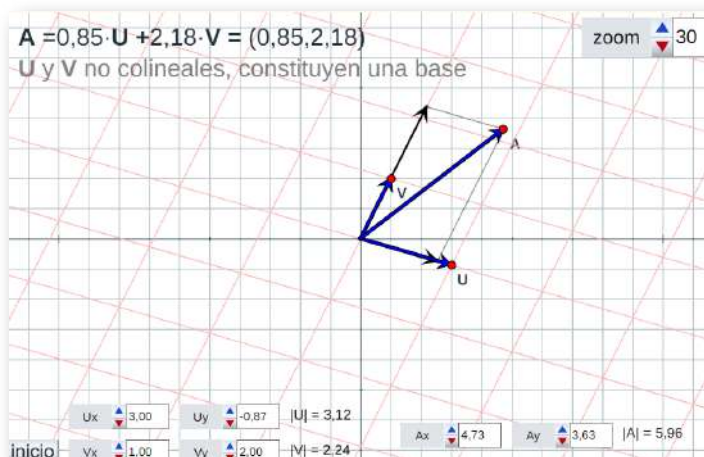 A =0,85·U +2,18·V = (0,85,2,18)
zoom 30
U y V no colineales, constituyen una base
A
V
U
Ux 3,00 Uy -0,87 |U| = 3,12
Ax 4,73 Ay 3,63 |A| = 5,96
inicio Vx 1,00 Vy 2,00 |V| = 2,24